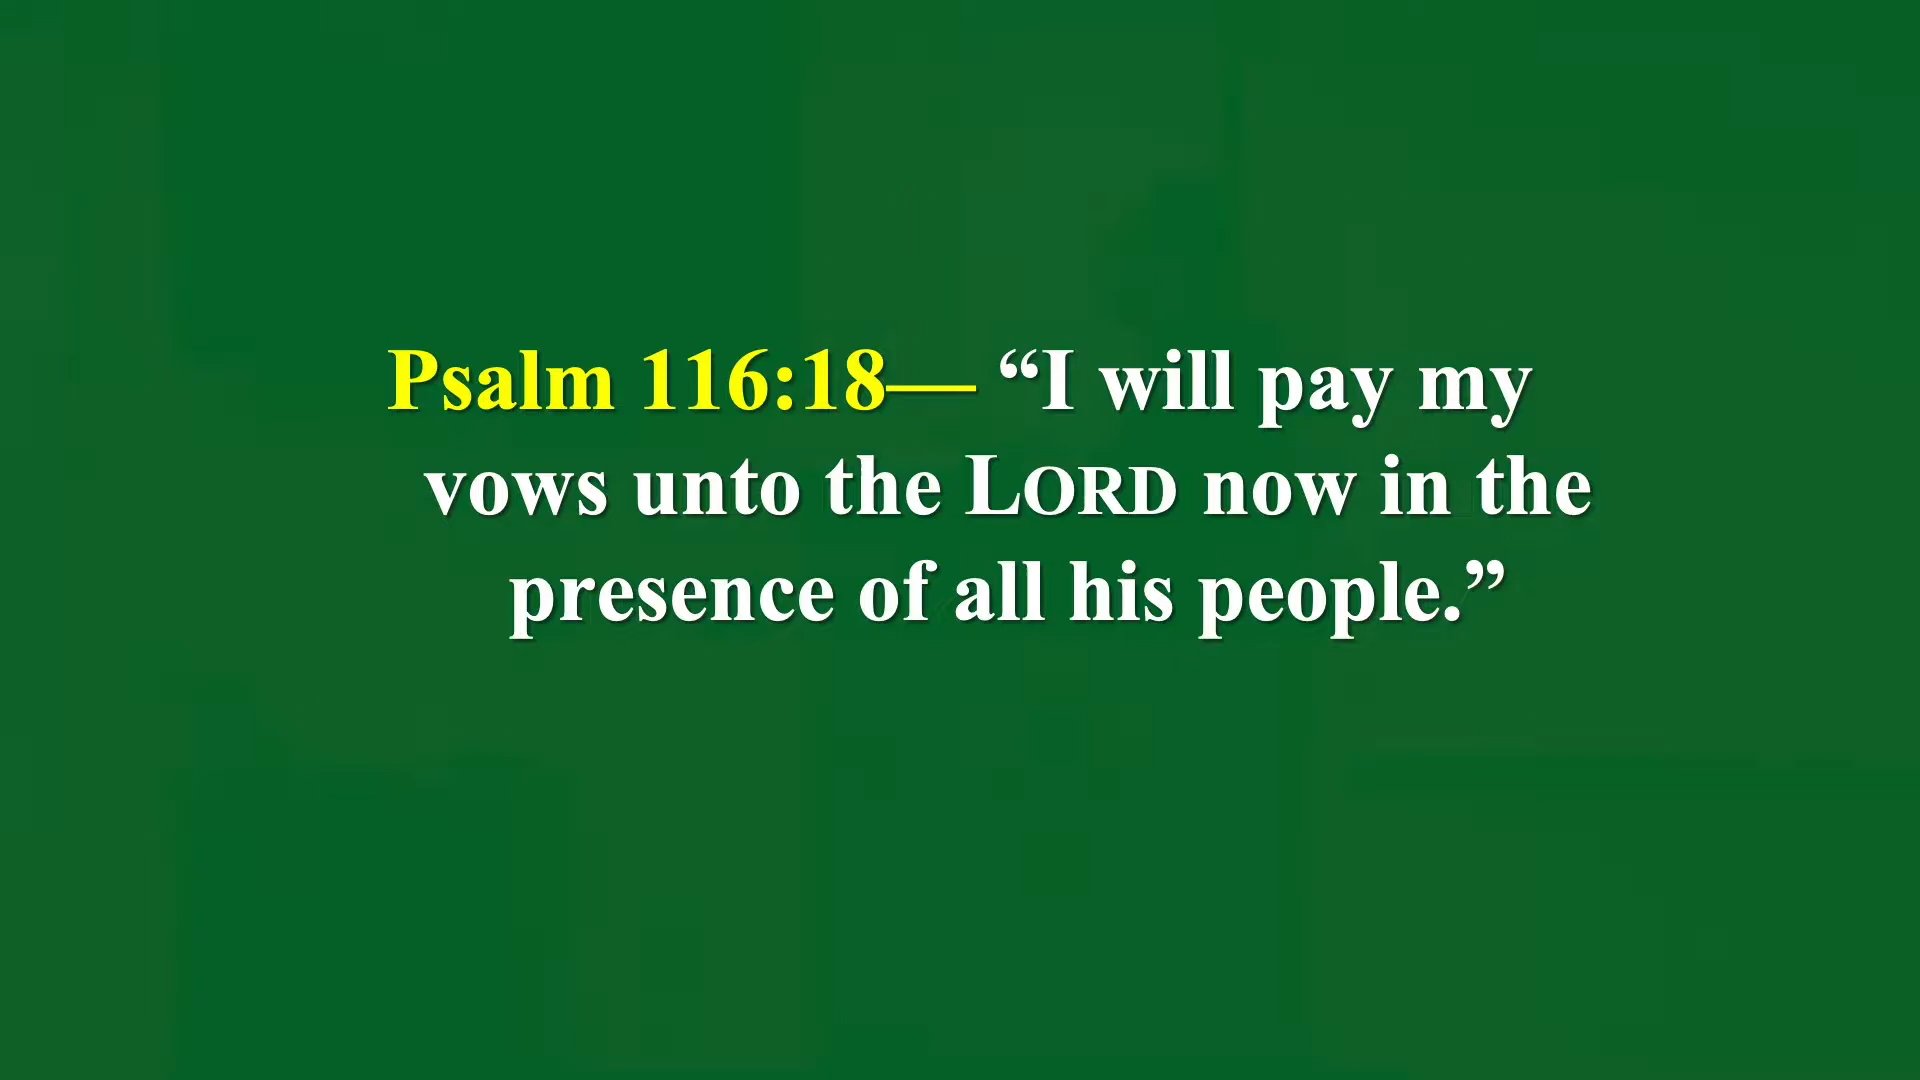 Psalm 116:18— “I will pay my
vows unto the LORD now in the
presence of all his people.”